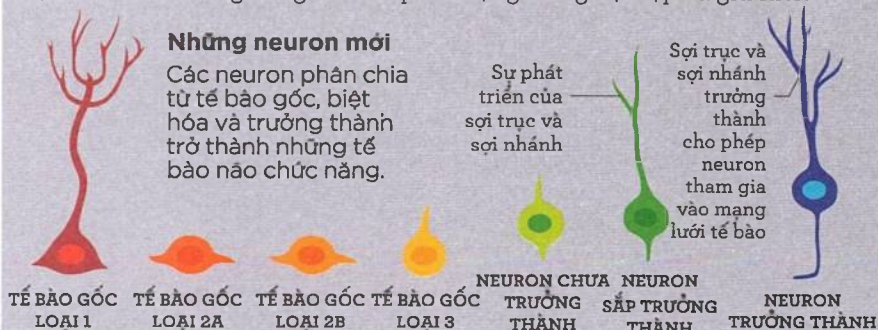 Những neuron mới
Các neuron phân chia
từ tế bào gốc, biệt
hóa và trưởng thành
trở thành những tế
bào não chức năng.
Sự phát
triển của
sợi trục và
sợi nhánh
Sợi trục và
sợi nhánh
trưởng
thành
cho phép
neuron
tham gia
vào mạng
lưới tế bào
TẾ BÀO GỐC
LOẠI 1
TẾ BÀO GỐC
LOẠI 2A
TẾ BÀO GỐC
LOẠI 2B
TẾ BÀO GỐC
LOẠI 3
NEURON CHƯA
TRƯỞNG
THÀNH
NEURON
SẮP TRƯỞNG
THÀNH
NEURON
TRƯỞNG THÀNH